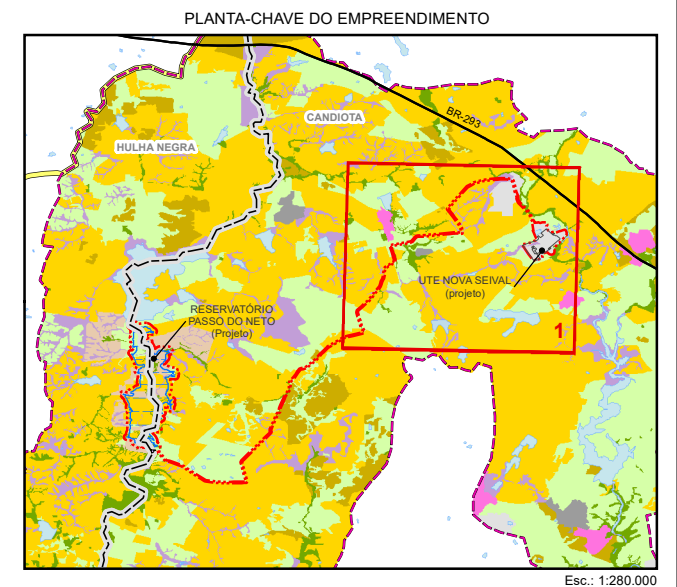 PLANTA-CHAVE DO EMPREENDIMENTO
BR-293
CANDIOTA
HULHA NEGRA
UTE NOVA SEIVAL
(projeto)
RESERVATÓRIO
PASSO DO NETO
(Projeto)
1
Esc.: 1:280.000